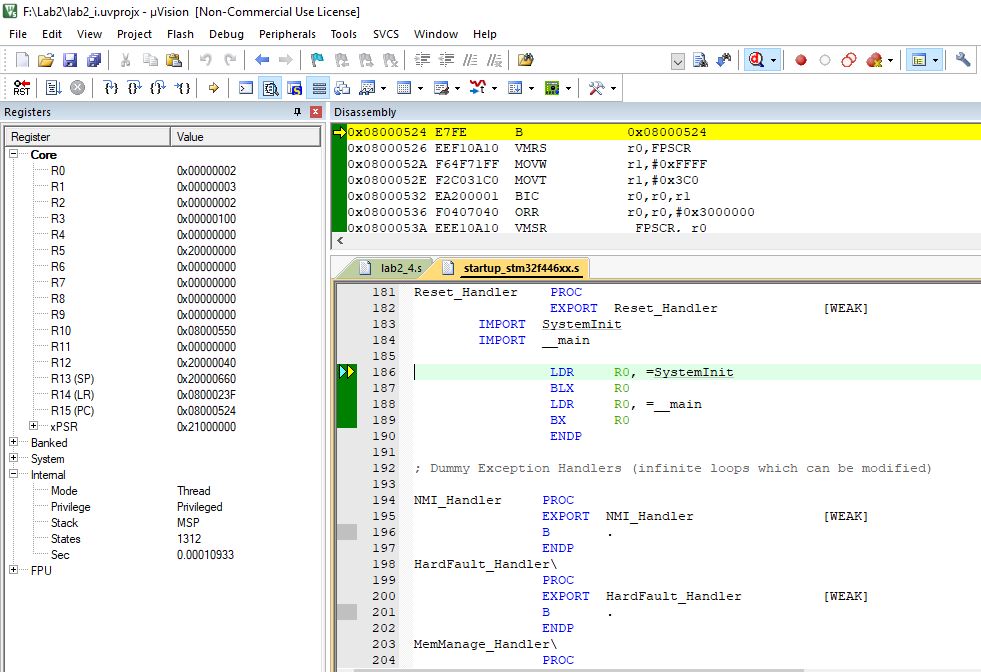 F:\Lab2\lab2_i.uvprojx - µVision [Non-Commercial Use License]
File Edit View Project Flash Debug Peripherals Tools SVCS Window Help
RST
Registers
Register Value
Core
R0 0x00000002
R1 0x00000003
R2 0x00000002
R3 0x00000100
R4 0x00000000
R5 0x20000000
R6 0x00000000
R7 0x00000000
R8 0x00000000
R9 0x00000000
R10 0x08000550
R11 0x00000000
R12 0x20000040
R13 (SP) 0x20000660
R14 (LR) 0x0800023F
R15 (PC) 0x08000524
xPSR 0x21000000
Banked
System
Internal
Mode Thread
Privilege Privileged
Stack MSP
States 1312
Sec 0.00010933
FPU
Disassembly
0x08000524 E7FE B 0x08000524
0x08000526 EEF10A10 VMRS r0,FPSCR
0x0800052A F64F71FF MOVW r1,#0xFFFF
0x0800052E F2C031C0 MOVT r1,#0x3C0
0x08000532 EA200001 BIC r0,r0,r1
0x08000536 F0407040 ORR r0,r0,#0x3000000
0x0800053A EEE10A10 VMSR FPSCR, r0
lab2_4.s startup_stm32f446xx.s
181 Reset_Handler PROC
182 EXPORT Reset_Handler [WEAK]
183 IMPORT SystemInit
184 IMPORT __main
185
186 LDR R0, =SystemInit
187 BLX R0
188 LDR R0, =__main
189 BX R0
190 ENDP
191
192 ; Dummy Exception Handlers (infinite loops which can be modified)
193
194 NMI_Handler PROC
195 EXPORT NMI_Handler [WEAK]
196 B .
197 ENDP
198 HardFault_Handler\
199 PROC
200 EXPORT HardFault_Handler [WEAK]
201 B .
202 ENDP
203 MemManage_Handler\
204 PROC